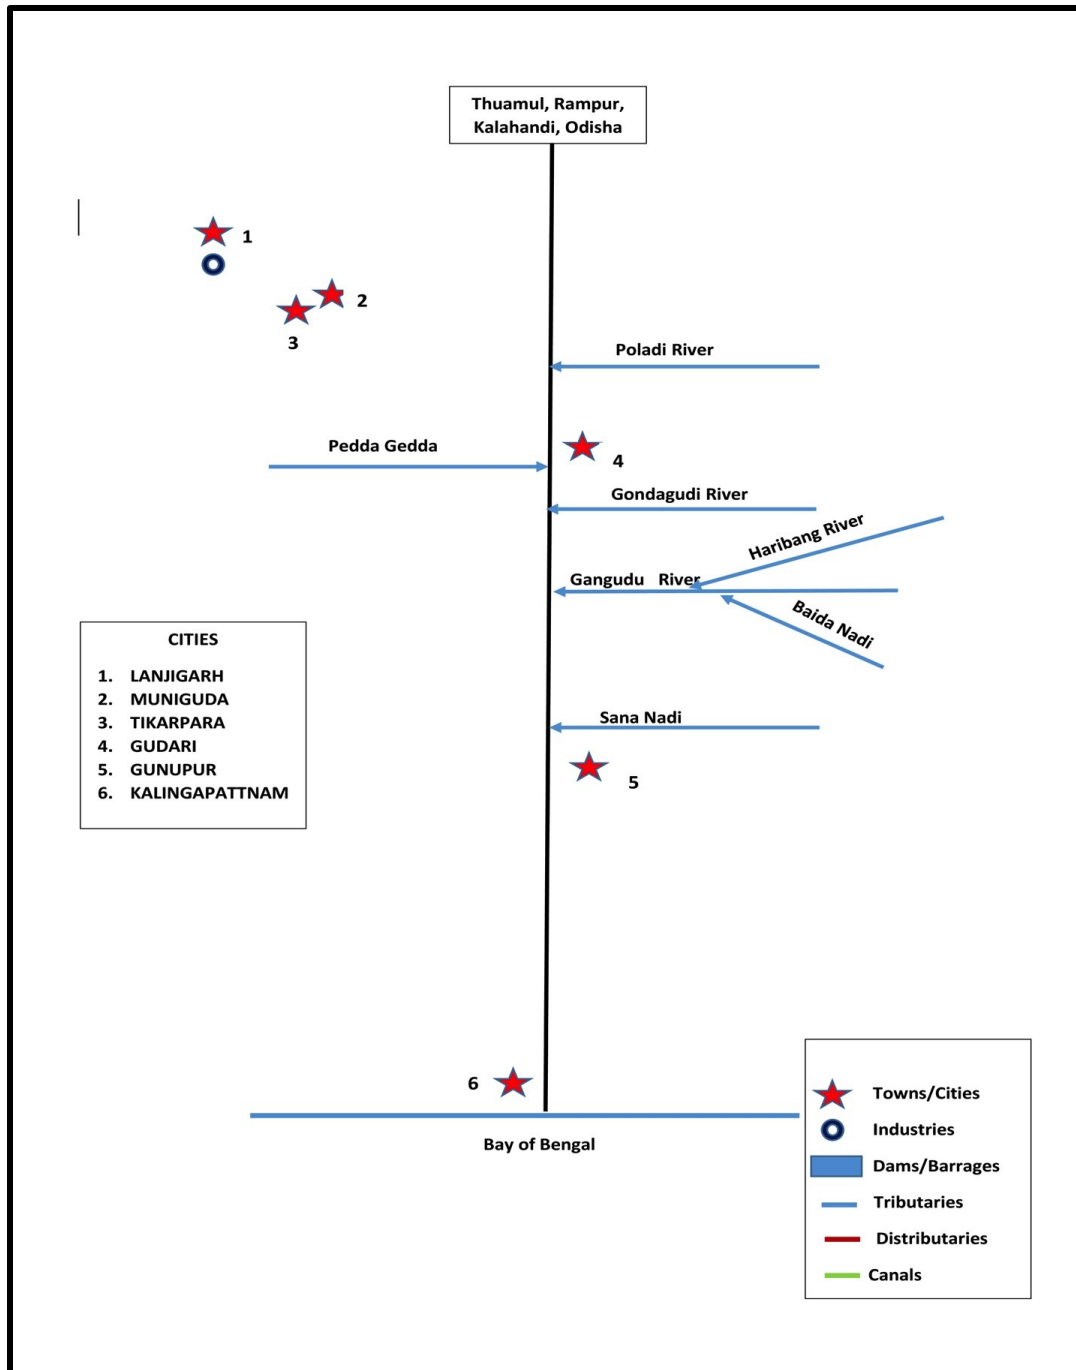 Thuamul, Rampur,
Kalahandi, Odisha
1
2
3
Poladi River
Pedda Gedda
4
Gondagudi River
Haribang River
Gangudu River
Baida Nadi
CITIES
1. LANJIGARH
2. MUNIGUDA
3. TIKARPARA
4. GUDARI
5. GUNUPUR
6. KALINGAPATTNAM
Sana Nadi
5
6
Bay of Bengal
Towns/Cities
Industries
Dams/Barrages
Tributaries
Distributaries
Canals